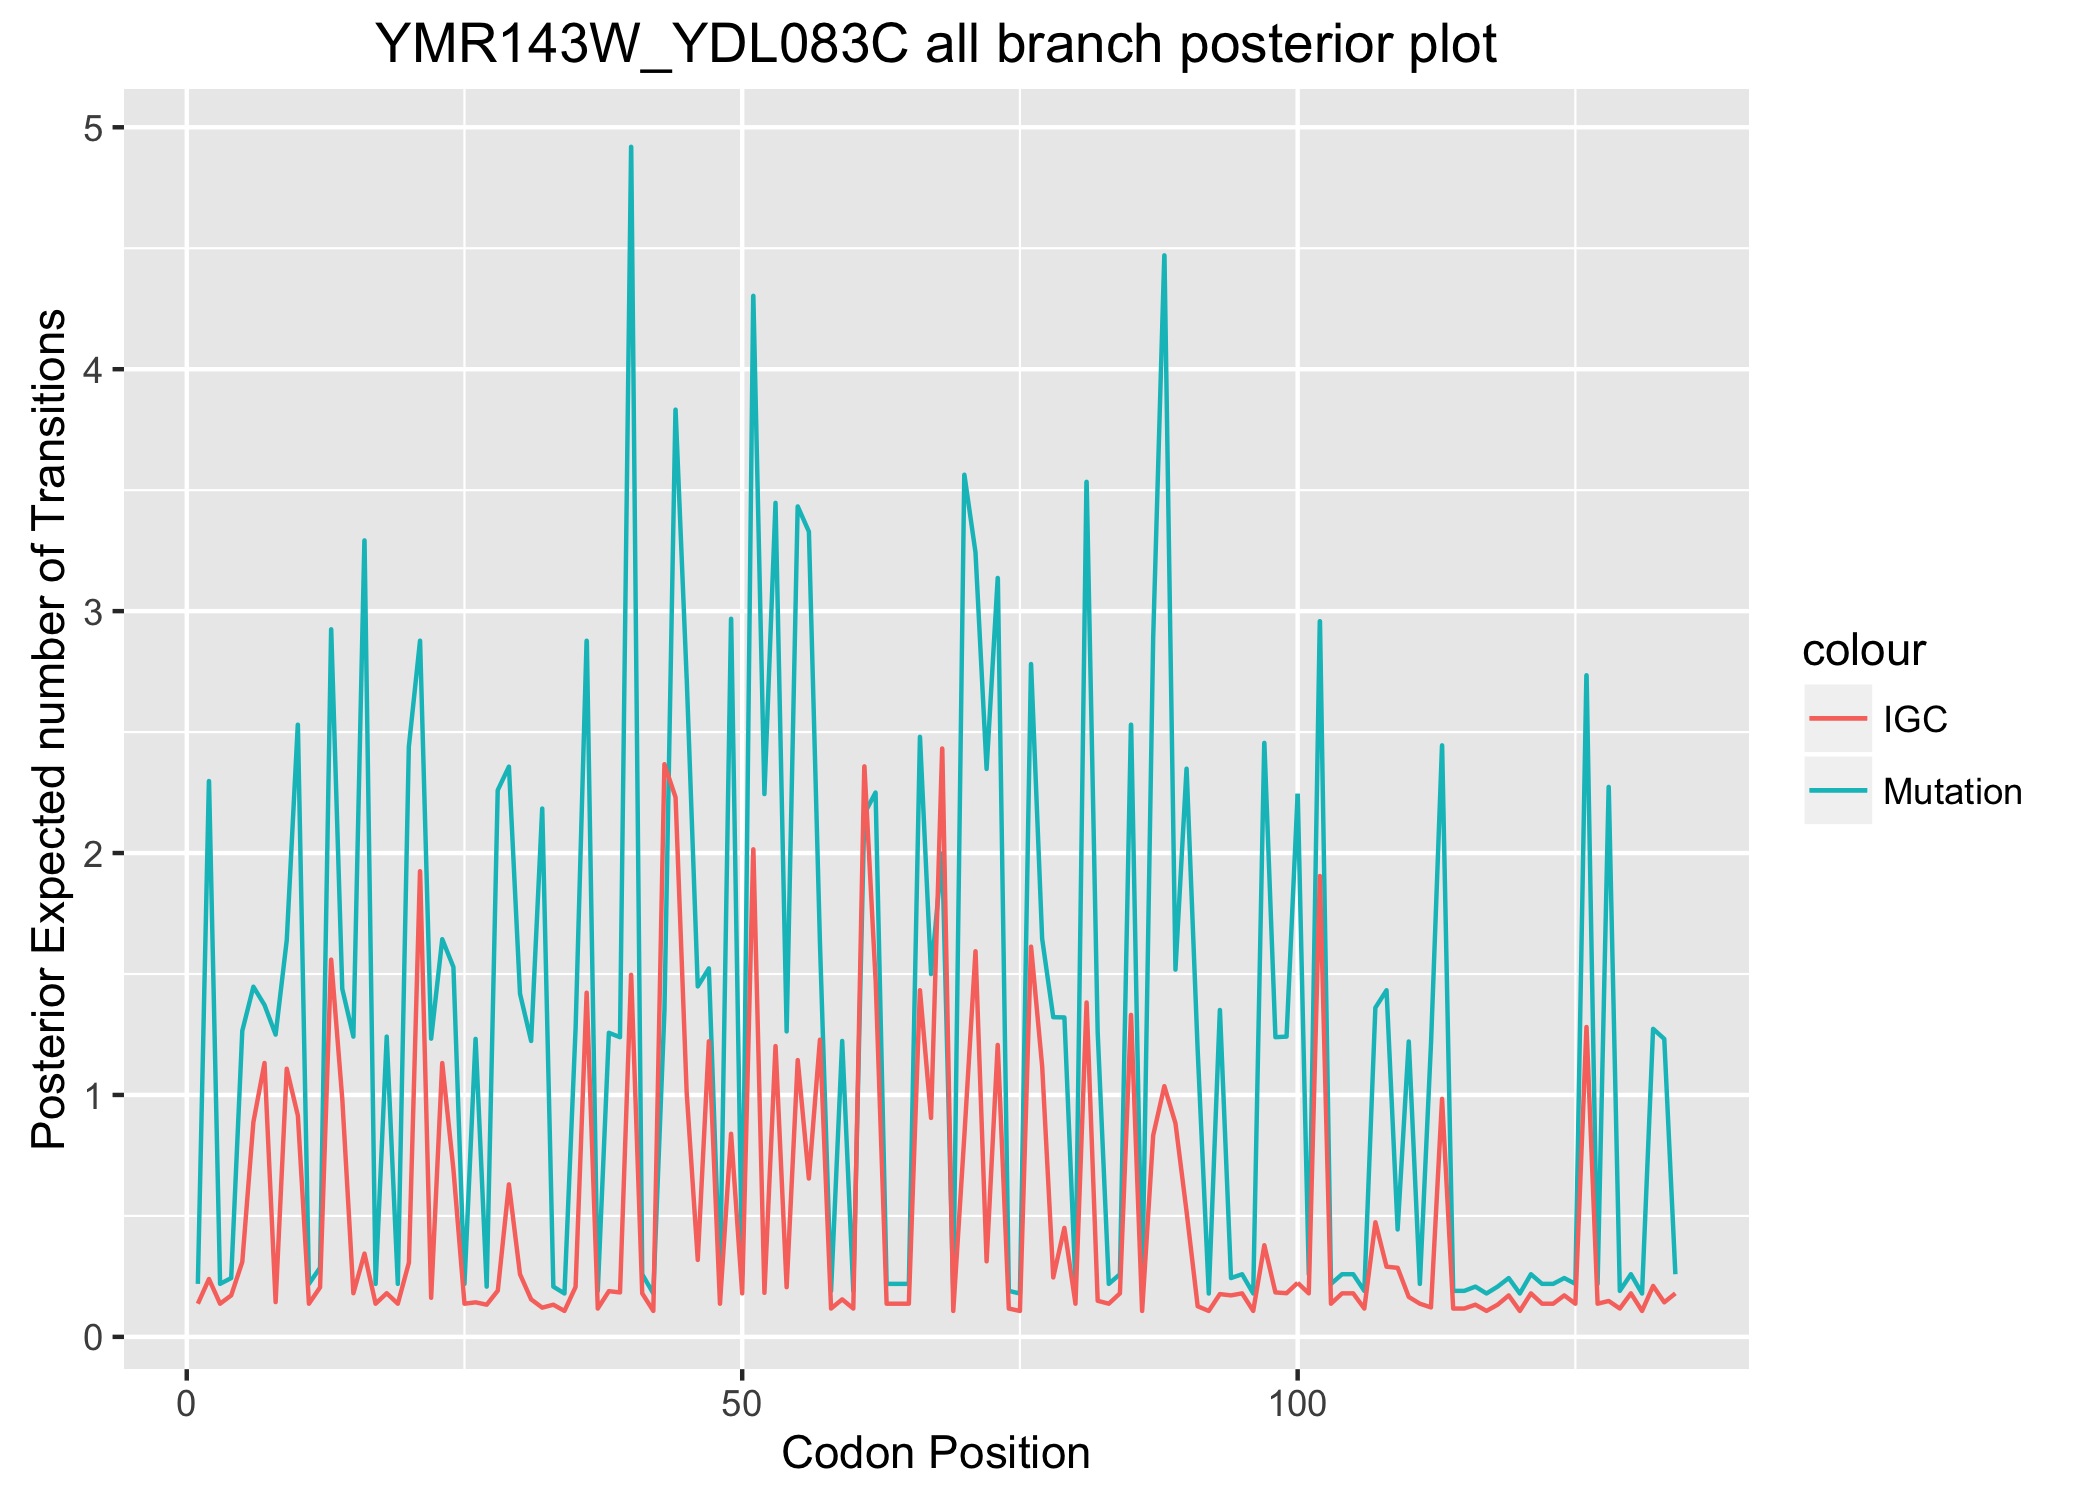 YMR143W_YDL083C all branch posterior plot
Posterior Expected number of Transitions
5
4
3
2
1
0
0 50 100
Codon Position
colour
IGC
Mutation